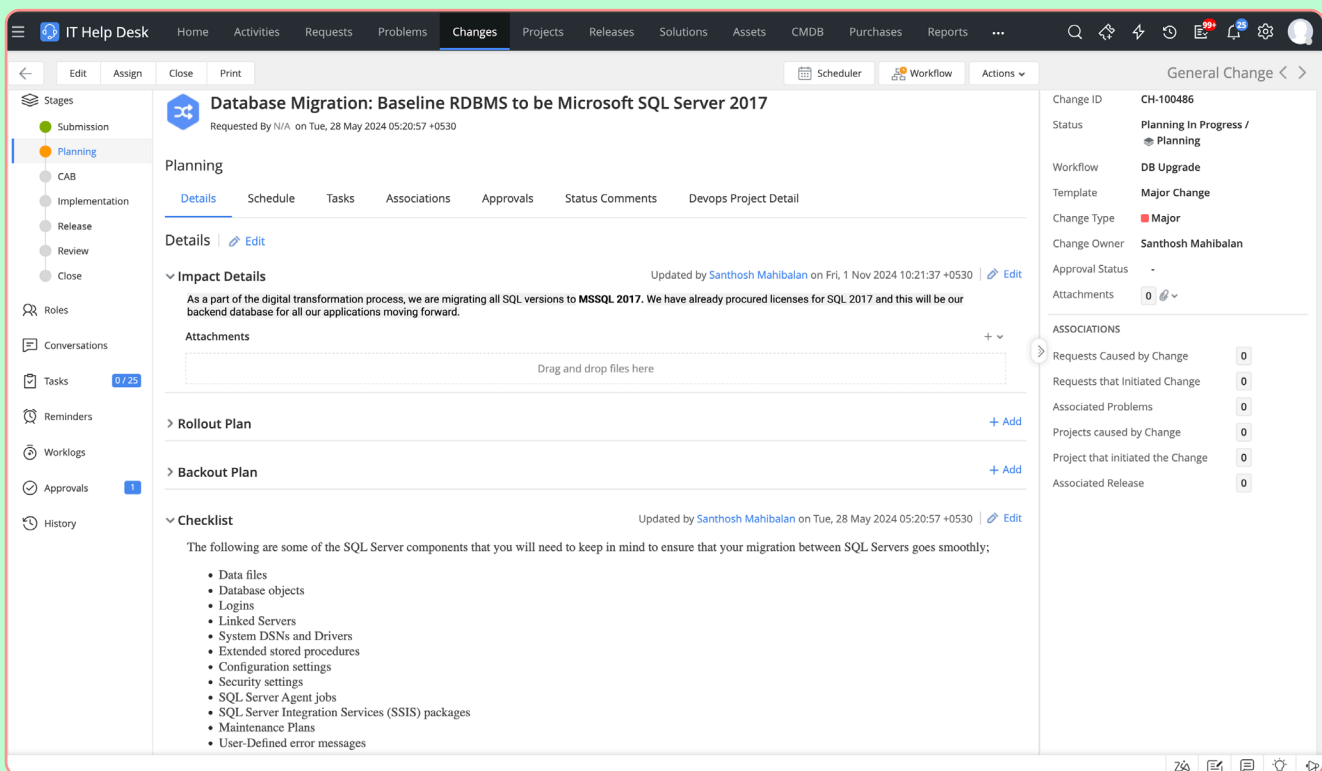 IT Help Desk
Home Activities Requests Problems Changes Projects Releases Solutions Assets CMDB Purchases Reports ... 99+ 25
Edit Assign Close Print Scheduler Workflow Actions General Change
Stages
Submission
Planning
CAB
Implementation
Release
Review
Close
Roles
Conversations
Tasks 0 / 25
Reminders
Worklogs
Approvals 1
History
Database Migration: Baseline RDBMS to be Microsoft SQL Server 2017
Requested By N/A on Tue, 28 May 2024 05:20:57 +0530
Planning
Details Schedule Tasks Associations Approvals Status Comments Devops Project Detail
Details Edit
Impact Details Updated by Santhosh Mahibalan on Fri, 1 Nov 2024 10:21:37 +0530 Edit
As a part of the digital transformation process, we are migrating all SQL versions to MSSQL 2017. We have already procured licenses for SQL 2017 and this will be our
backend database for all our applications moving forward.
Attachments
Drag and drop files here
Rollout Plan + Add
Backout Plan + Add
Checklist Updated by Santhosh Mahibalan on Tue, 28 May 2024 05:20:57 +0530 Edit
The following are some of the SQL Server components that you will need to keep in mind to ensure that your migration between SQL Servers goes smoothly;
• Data files
• Database objects
• Logins
• Linked Servers
• System DSNs and Drivers
• Extended stored procedures
• Configuration settings
• Security settings
• SQL Server Agent jobs
• SQL Server Integration Services (SSIS) packages
• Maintenance Plans
• User-Defined error messages
Change ID CH-100486
Status Planning In Progress /
Planning
Workflow DB Upgrade
Template Major Change
Change Type Major
Change Owner Santhosh Mahibalan
Approval Status -
Attachments 0
ASSOCIATIONS
Requests Caused by Change 0
Requests that Initiated Change 0
Associated Problems 0
Projects caused by Change 0
Project that initiated the Change 0
Associated Release 0